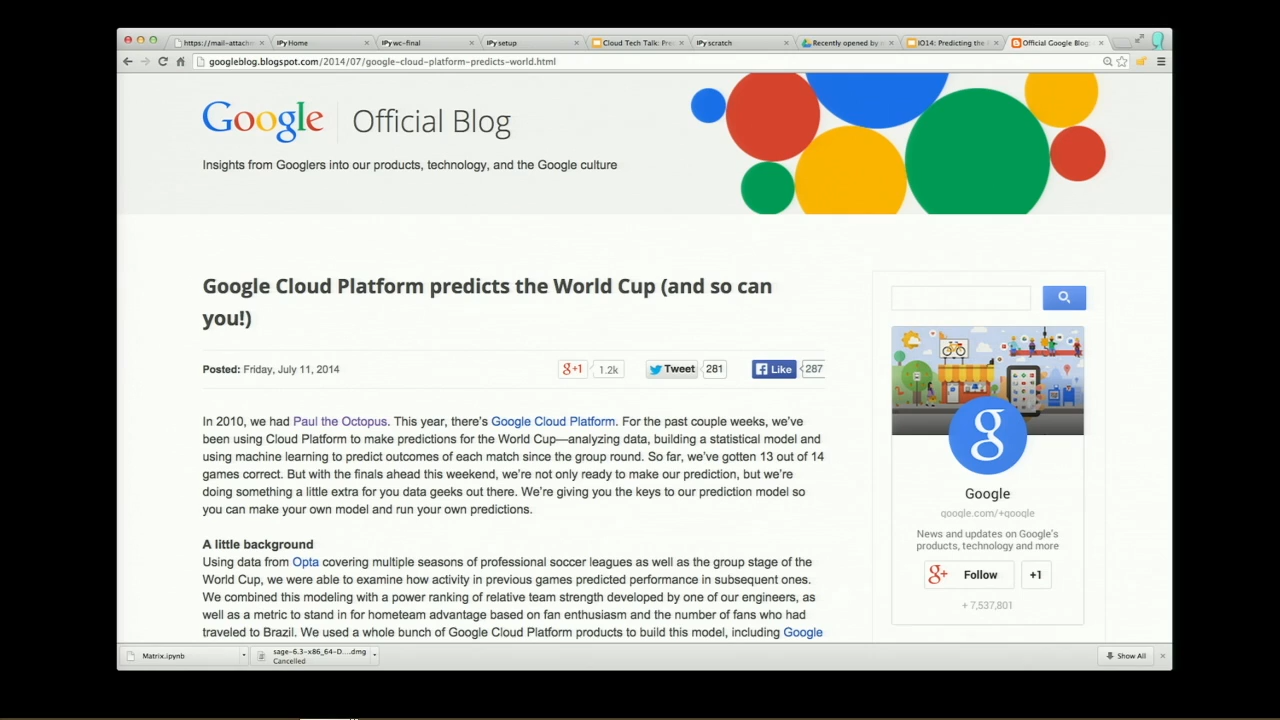 https://mail-attachm
IPy Home
IPy wc-final
IPy setup
Cloud Tech Talk: Pre
IPy scratch
Recently opened by
IO14: Predicting the
Official Google Blog:
googleblog.blogspot.com/2014/07/google-cloud-platform-predicts-world.html
Google Official Blog
Insights from Googlers into our products, technology, and the Google culture
Google Cloud Platform predicts the World Cup (and so can
you!)
Posted: Friday, July 11, 2014
g+1 1.2k
Tweet 281
Like 287
In 2010, we had Paul the Octopus. This year, there's Google Cloud Platform. For the past couple weeks, we've
been using Cloud Platform to make predictions for the World Cup—analyzing data, building a statistical model and
using machine learning to predict outcomes of each match since the group round. So far, we've gotten 13 out of 14
games correct. But with the finals ahead this weekend, we're not only ready to make our prediction, but we're
doing something a little extra for you data geeks out there. We're giving you the keys to our prediction model so
you can make your own model and run your own predictions.
A little background
Using data from Opta covering multiple seasons of professional soccer leagues as well as the group stage of the
World Cup, we were able to examine how activity in previous games predicted performance in subsequent ones.
We combined this modeling with a power ranking of relative team strength developed by one of our engineers, as
well as a metric to stand in for hometeam advantage based on fan enthusiasm and the number of fans who had
traveled to Brazil. We used a whole bunch of Google Cloud Platform products to build this model, including Google
g
Google
google.com/+google
News and updates on Google's
products, technology and more
g+ Follow
+1
+ 7,537,801
Matrix.ipynb
sage-6.3-x86_64-D....dmg
Cancelled
Show All